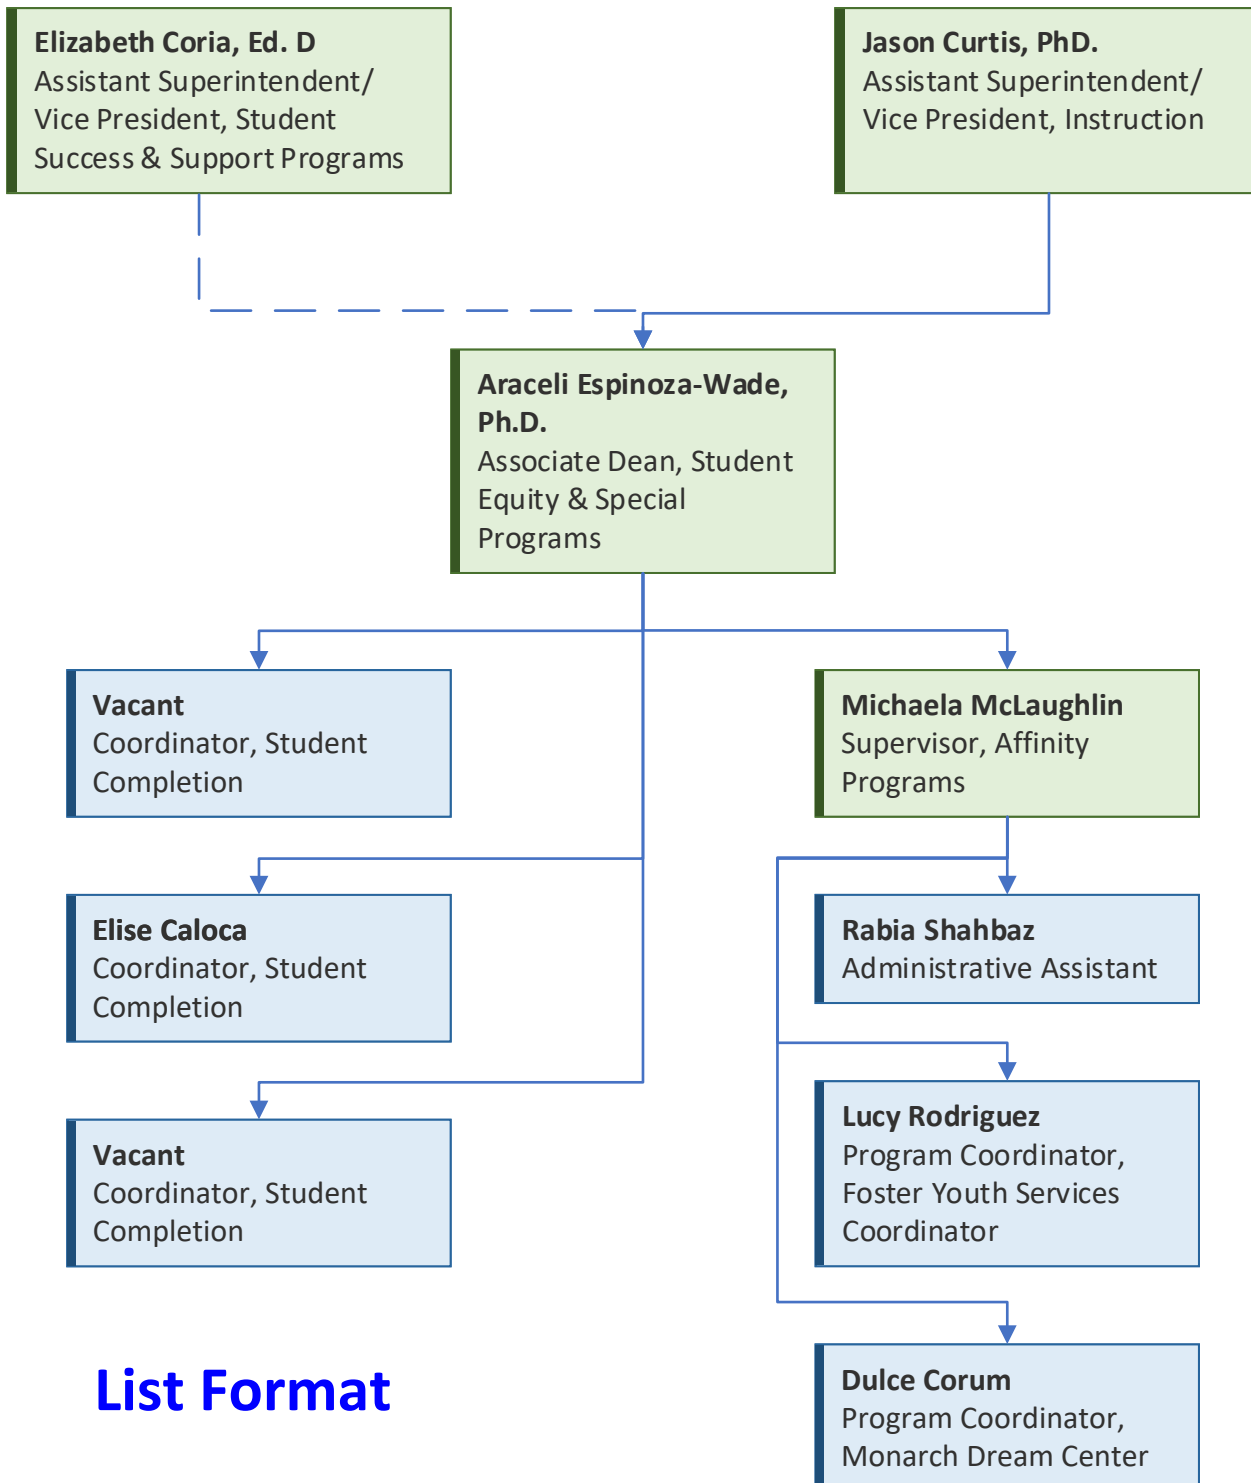 Elizabeth Coria, Ed. D
Assistant Superintendent/
Vice President, Student
Success & Support Programs
Jason Curtis, PhD.
Assistant Superintendent/
Vice President, Instruction
Araceli Espinoza-Wade,
Ph.D.
Associate Dean, Student
Equity & Special
Programs
Vacant
Coordinator, Student
Completion
Michaela McLaughlin
Supervisor, Affinity
Programs
Elise Caloca
Coordinator, Student
Completion
Rabia Shahbaz
Administrative Assistant
Vacant
Coordinator, Student
Completion
Lucy Rodriguez
Program Coordinator,
Foster Youth Services
Coordinator
List Format
Dulce Corum
Program Coordinator,
Monarch Dream Center